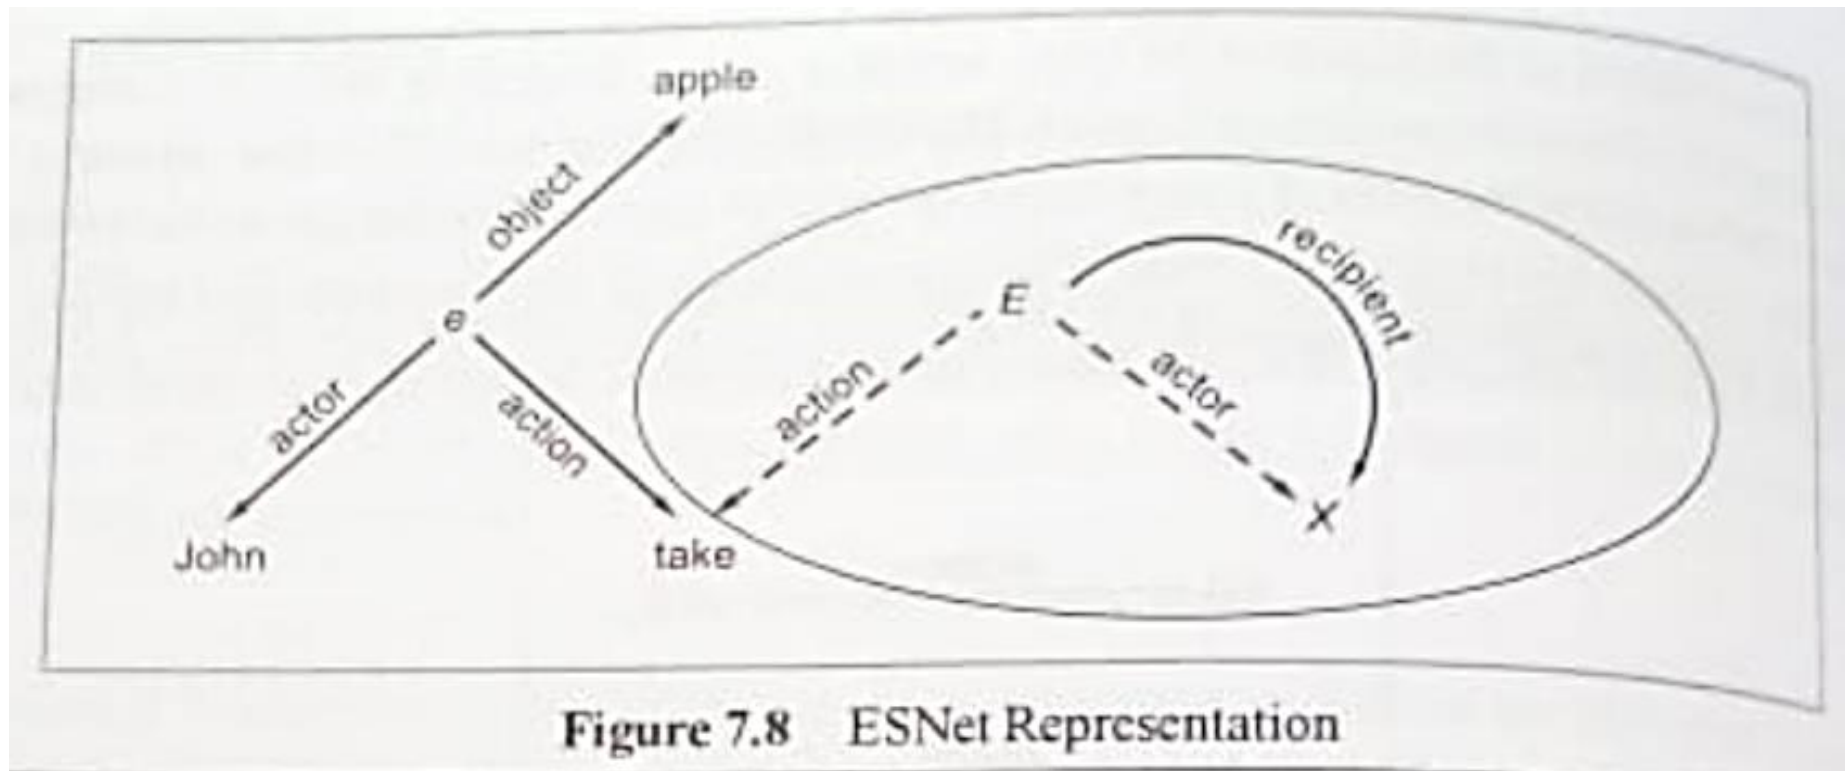 apple
object
recipient
e
E
actor
action
action
actor
John
take
X
Figure 7.8 ESNet Representation